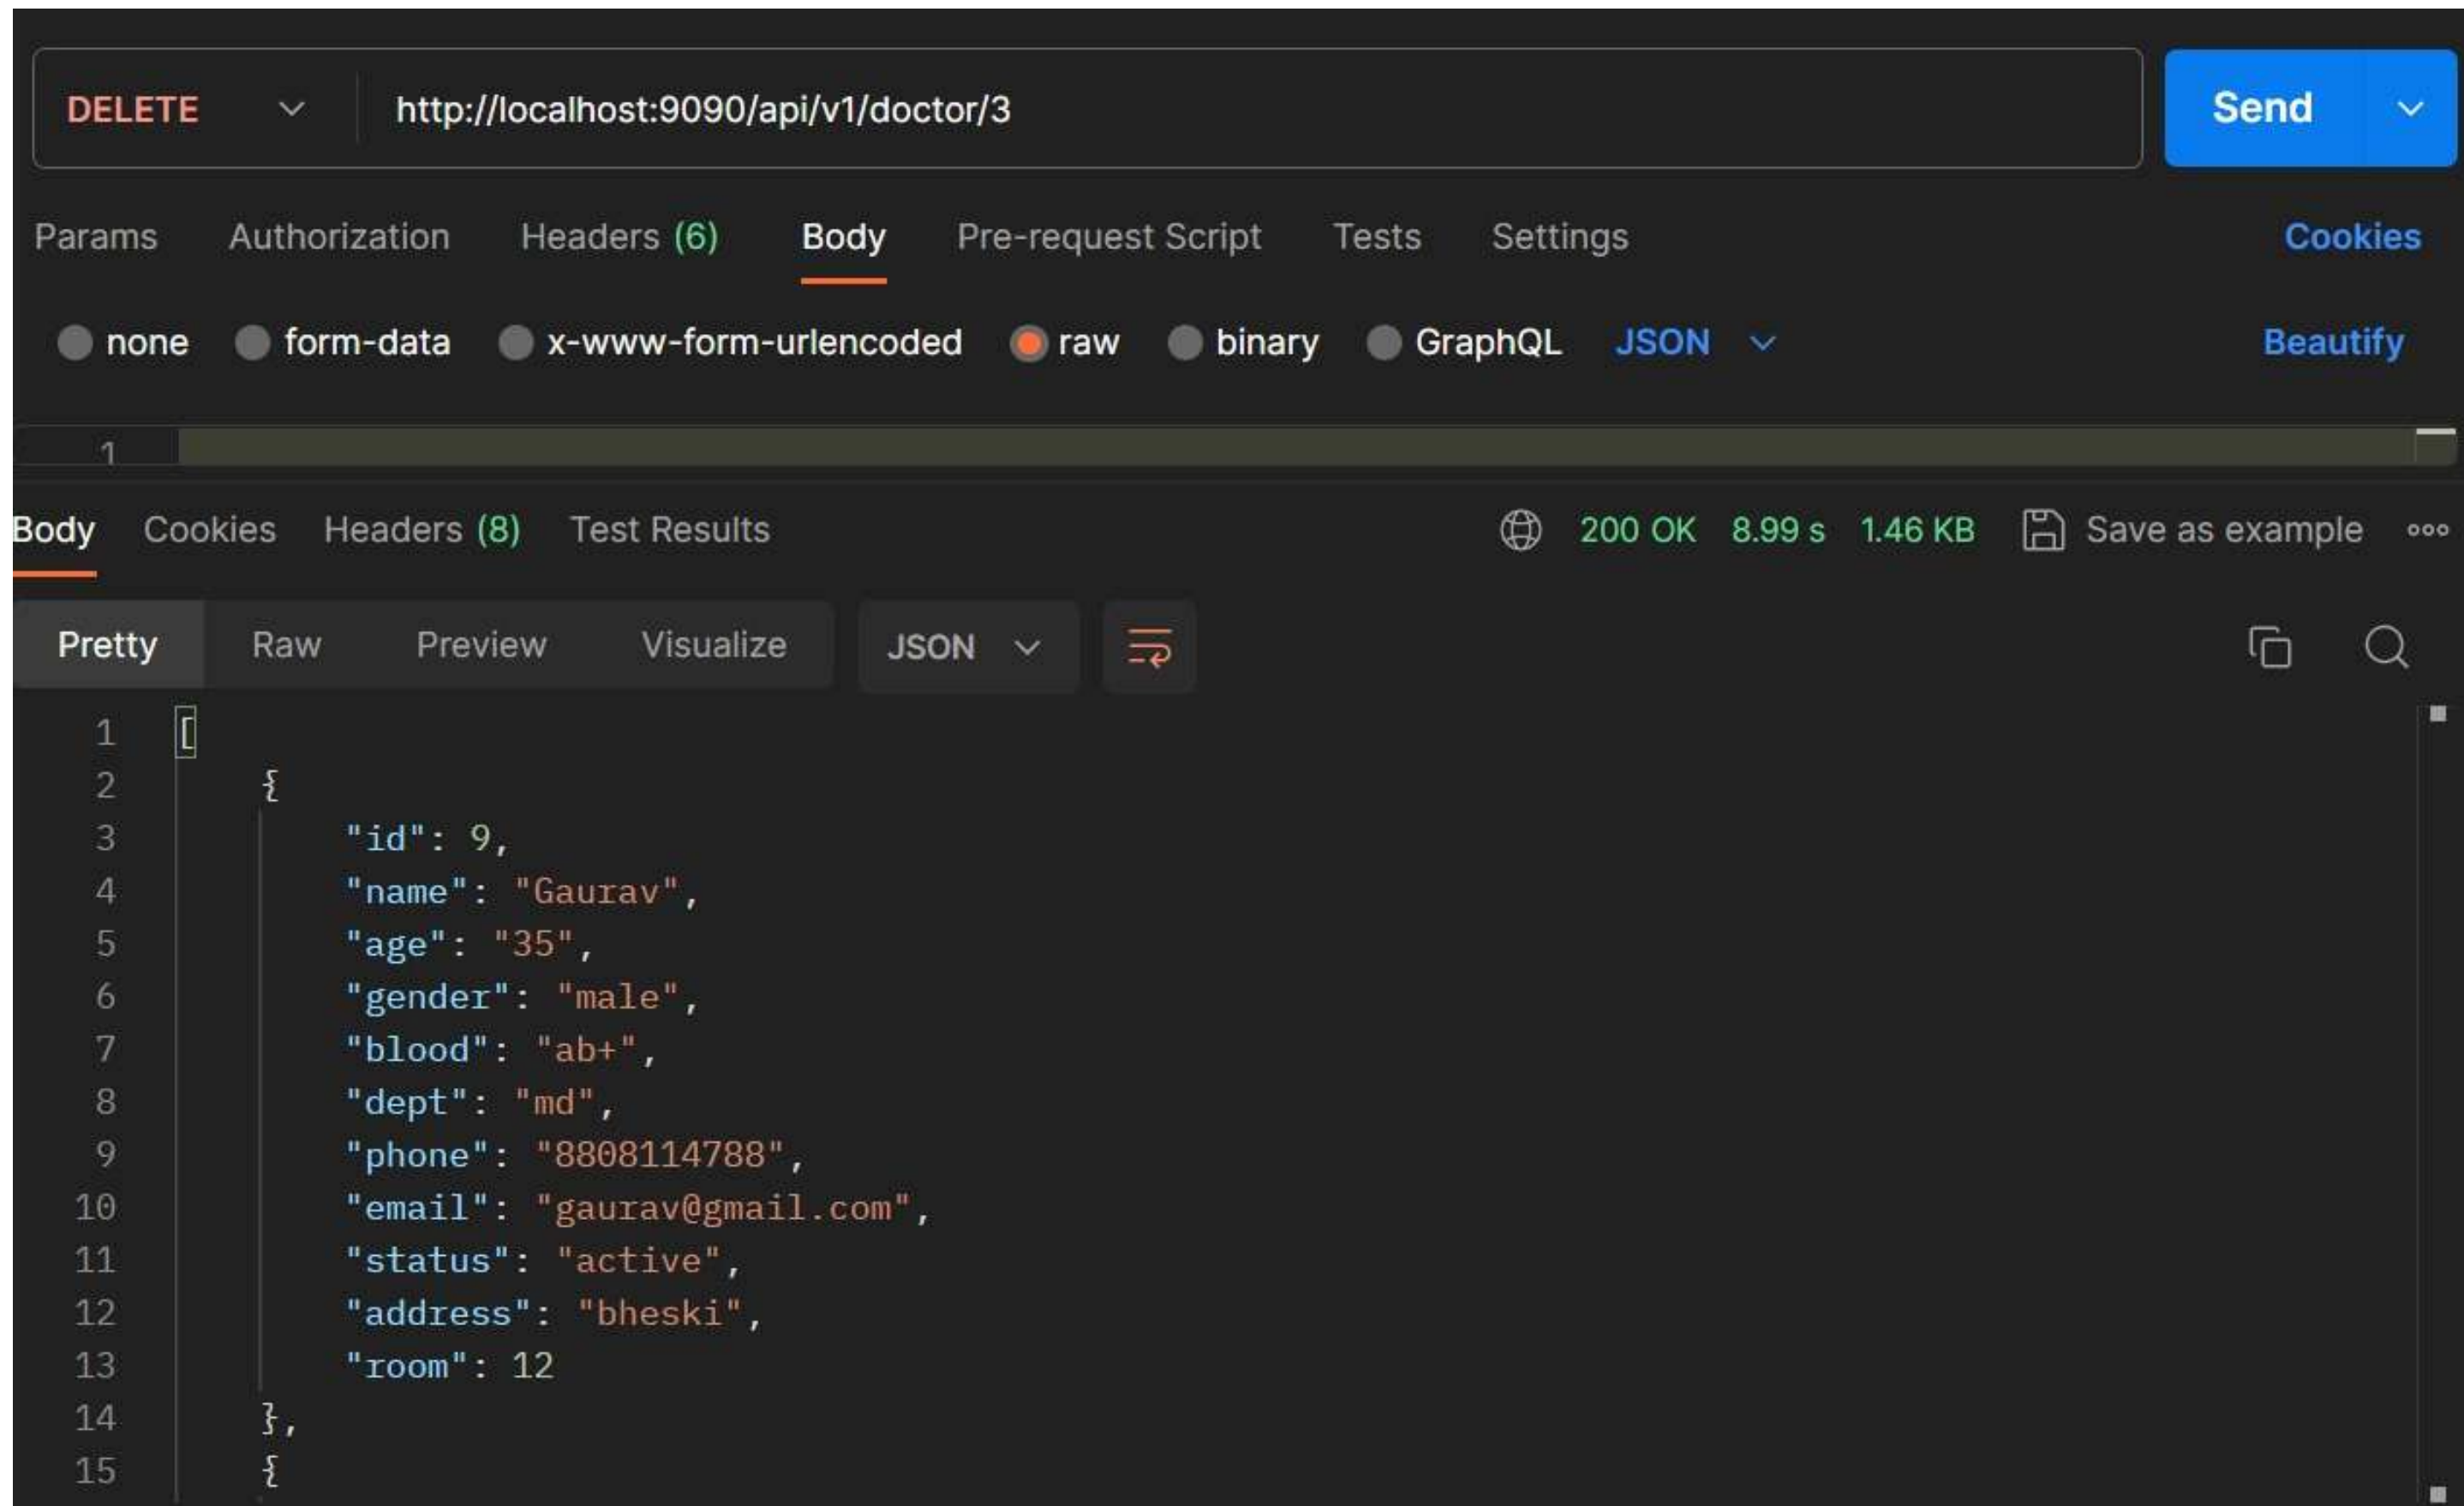 DELETE http://localhost:9090/api/v1/doctor/3 Send
Params Authorization Headers (6) Body Pre-request Script Tests Settings Cookies
none form-data x-www-form-urlencoded raw binary GraphQL JSON Beautify
1
Body Cookies Headers (8) Test Results 200 OK 8.99 s 1.46 KB Save as example
Pretty Raw Preview Visualize JSON
1 [
2 {
3 "id": 9,
4 "name": "Gaurav",
5 "age": "35",
6 "gender": "male",
7 "blood": "ab+",
8 "dept": "md",
9 "phone": "8808114788",
10 "email": "gaurav@gmail.com",
11 "status": "active",
12 "address": "bheski",
13 "room": 12
14 },
15 {